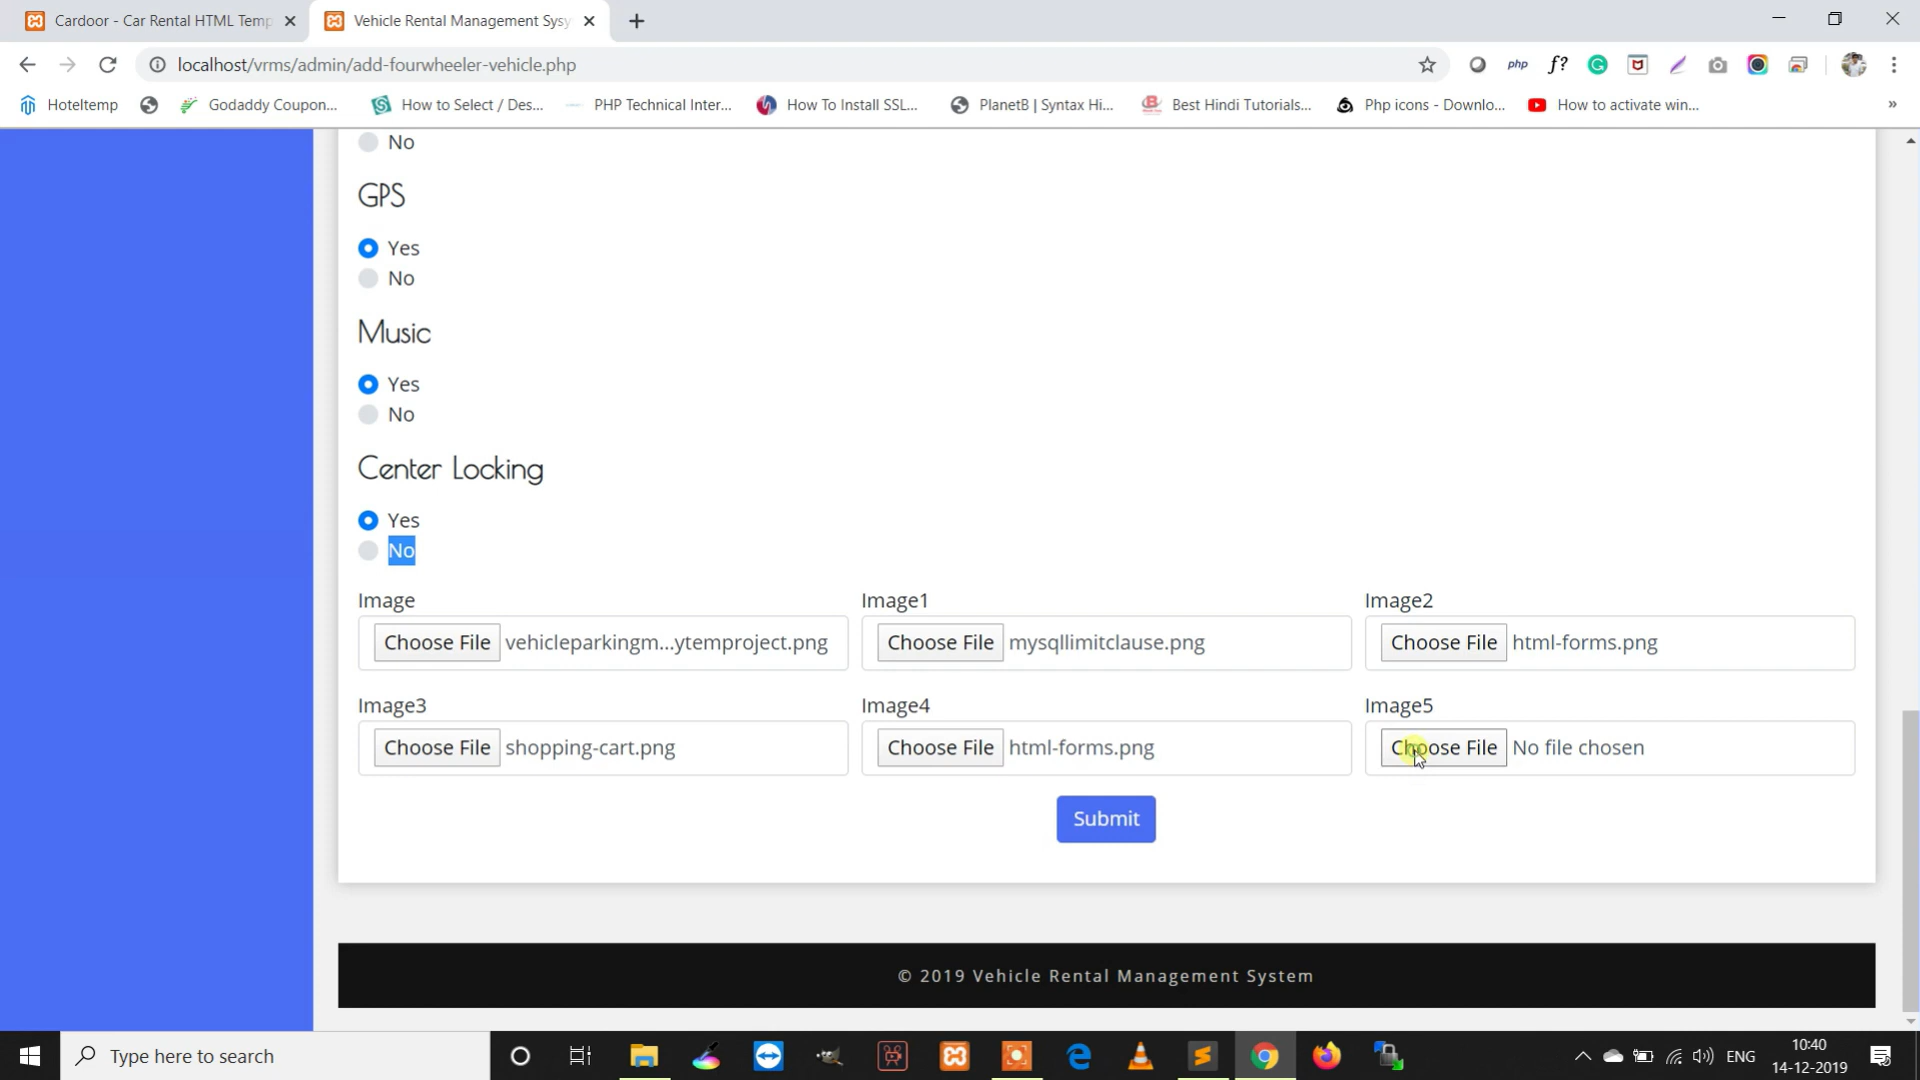 Cardoor - Car Rental HTML Temp
Vehicle Rental Management Sysy
localhost/vrms/admin/add-fourwheeler-vehicle.php
php
f?
Hoteltemp
Godaddy Coupon...
How to Select / Des...
PHP Technical Inter...
How To Install SSL...
PlanetB | Syntax Hi...
Best Hindi Tutorials...
Php icons - Downlo...
How to activate win...
»
No
GPS
Yes
No
Music
Yes
No
Center Locking
Yes
No
Image
Image1
Image2
Choose File vehicleparkingm...ytemproject.png
Choose File mysqllimitclause.png
Choose File html-forms.png
Image3
Image4
Image5
Choose File shopping-cart.png
Choose File html-forms.png
Choose File No file chosen
Submit
© 2019 Vehicle Rental Management System
Type here to search
ENG
10:40
14-12-2019